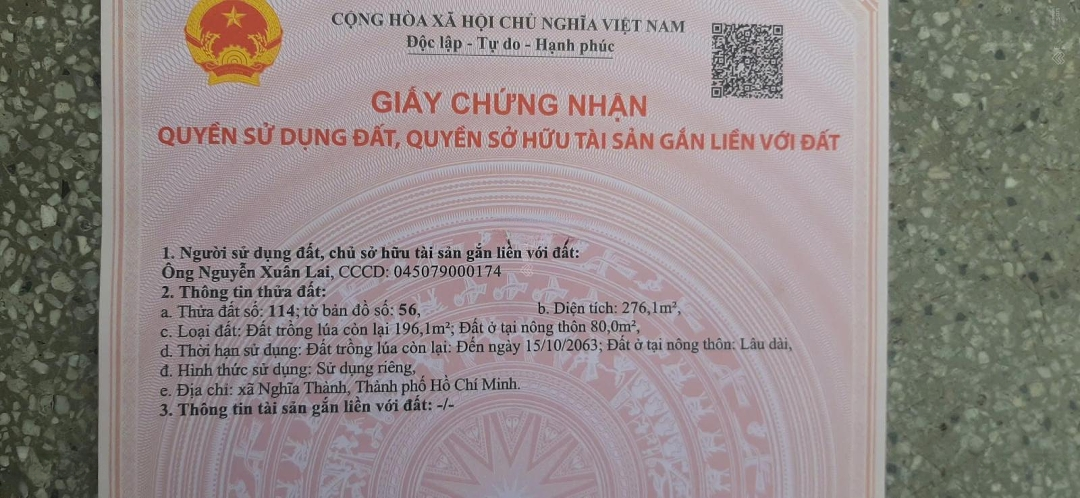 CỘNG HÒA XÃ HỘI CHỦ NGHĨA VIỆT NAM
Độc lập - Tự do - Hạnh phúc
GIẤY CHỨNG NHẬN
QUYỀN SỬ DỤNG ĐẤT, QUYỀN SỞ HỮU TÀI SẢN GẮN LIỀN VỚI ĐẤT
1. Người sử dụng đất, chủ sở hữu tài sản gắn liền với đất:
Ông Nguyễn Xuân Lai, CCCD: 045079000174
2. Thông tin thửa đất:
a. Thửa đất số: 114; tờ bản đồ số: 56, b. Diện tích: 276,1m²,
c. Loại đất: Đất trồng lúa còn lại 196,1m²; Đất ở tại nông thôn 80,0m²,
d. Thời hạn sử dụng: Đất trồng lúa còn lại: Đến ngày 15/10/2063; Đất ở tại nông thôn: Lâu dài,
đ. Hình thức sử dụng: Sử dụng riêng,
e. Địa chỉ: xã Nghĩa Thành, Thành phố Hồ Chí Minh.
3. Thông tin tài sản gắn liền với đất: -/-